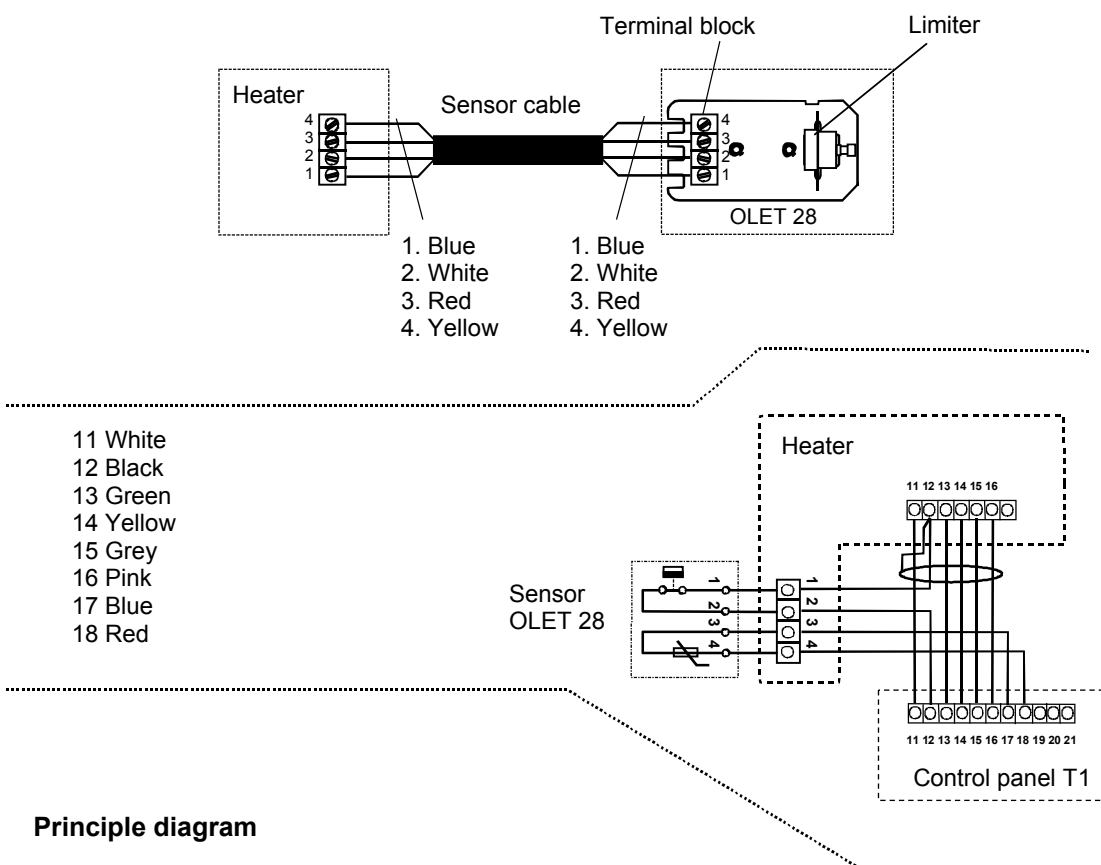 Terminal block Limiter
Heater
Sensor cable
4
3
2
1
4
3
2
1
OLET 28
1. Blue
2. White
3. Red
4. Yellow
1. Blue
2. White
3. Red
4. Yellow
11 White
12 Black
13 Green
14 Yellow
15 Grey
16 Pink
17 Blue
18 Red
Heater
11 12 13 14 15 16
Sensor
OLET 28
1
2
3
4
1
2
3
4
11 12 13 14 15 16 17 18 19 20 21
Control panel T1
Principle diagram